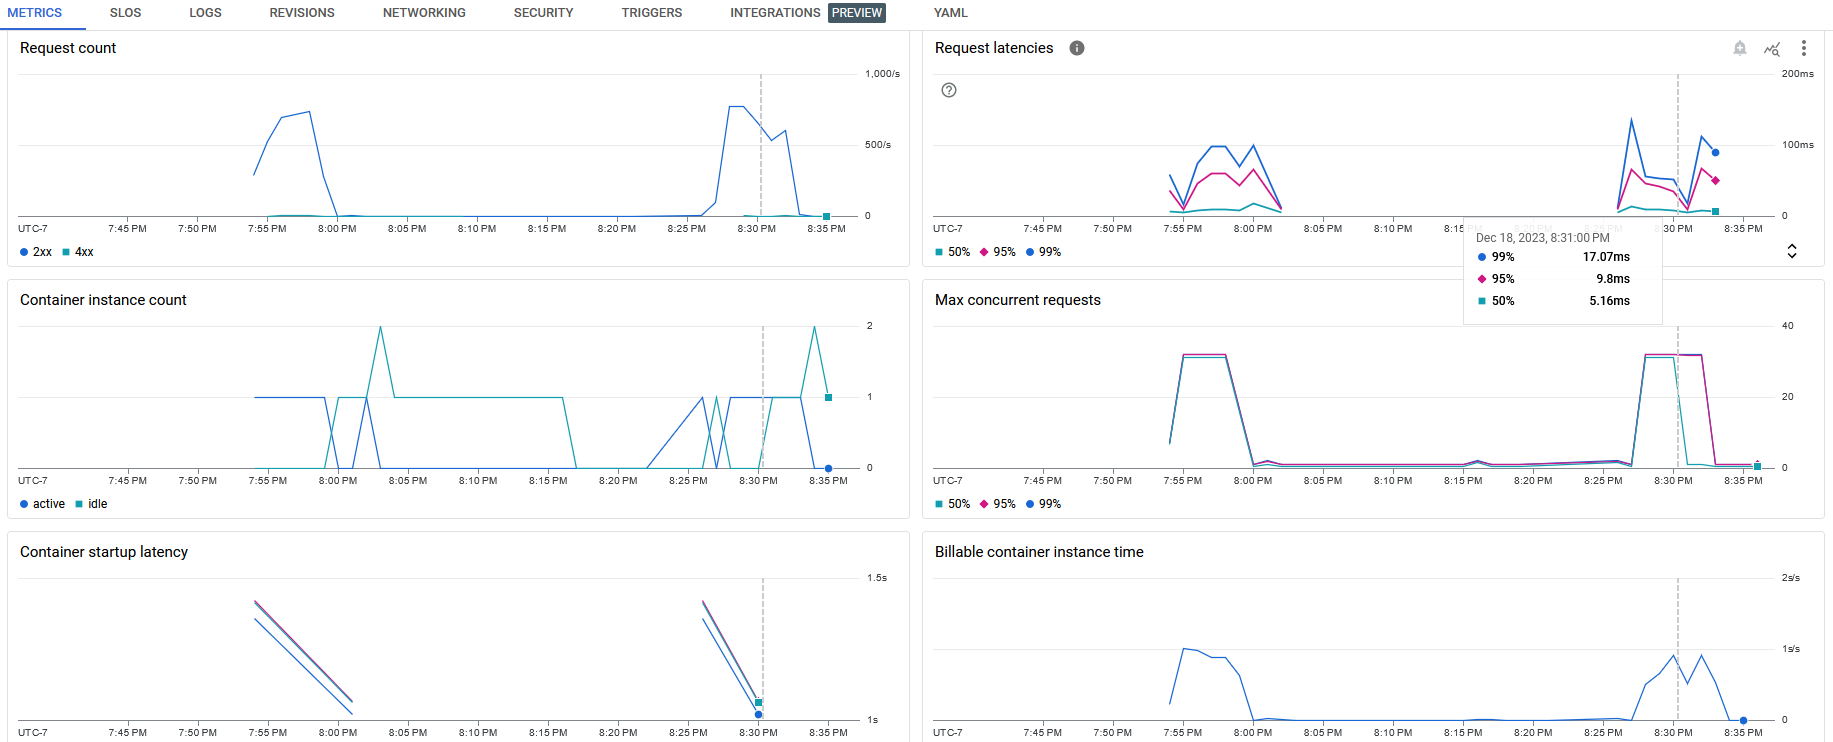 METRICS SLOS LOGS REVISIONS NETWORKING SECURITY TRIGGERS INTEGRATIONS PREVIEW YAML
Request count
1,000/s
500/s
0
UTC-7 7:45 PM 7:50 PM 7:55 PM 8:00 PM 8:05 PM 8:10 PM 8:15 PM 8:20 PM 8:25 PM 8:30 PM 8:35 PM
2xx 4xx
Request latencies
200ms
100ms
0
UTC-7 7:45 PM 7:50 PM 7:55 PM 8:00 PM 8:05 PM 8:10 PM 8:15 PM 8:20 PM 8:25 PM 8:30 PM 8:35 PM
50% 95% 99%
Dec 18, 2023, 8:31:00 PM
99% 17.07ms
95% 9.8ms
50% 5.16ms
Container instance count
2
1
0
UTC-7 7:45 PM 7:50 PM 7:55 PM 8:00 PM 8:05 PM 8:10 PM 8:15 PM 8:20 PM 8:25 PM 8:30 PM 8:35 PM
active idle
Max concurrent requests
40
20
0
UTC-7 7:45 PM 7:50 PM 7:55 PM 8:00 PM 8:05 PM 8:10 PM 8:15 PM 8:20 PM 8:25 PM 8:30 PM 8:35 PM
50% 95% 99%
Container startup latency
1.5s
1s
UTC-7 7:45 PM 7:50 PM 7:55 PM 8:00 PM 8:05 PM 8:10 PM 8:15 PM 8:20 PM 8:25 PM 8:30 PM 8:35 PM
Billable container instance time
2s/s
1s/s
0
UTC-7 7:45 PM 7:50 PM 7:55 PM 8:00 PM 8:05 PM 8:10 PM 8:15 PM 8:20 PM 8:25 PM 8:30 PM 8:35 PM